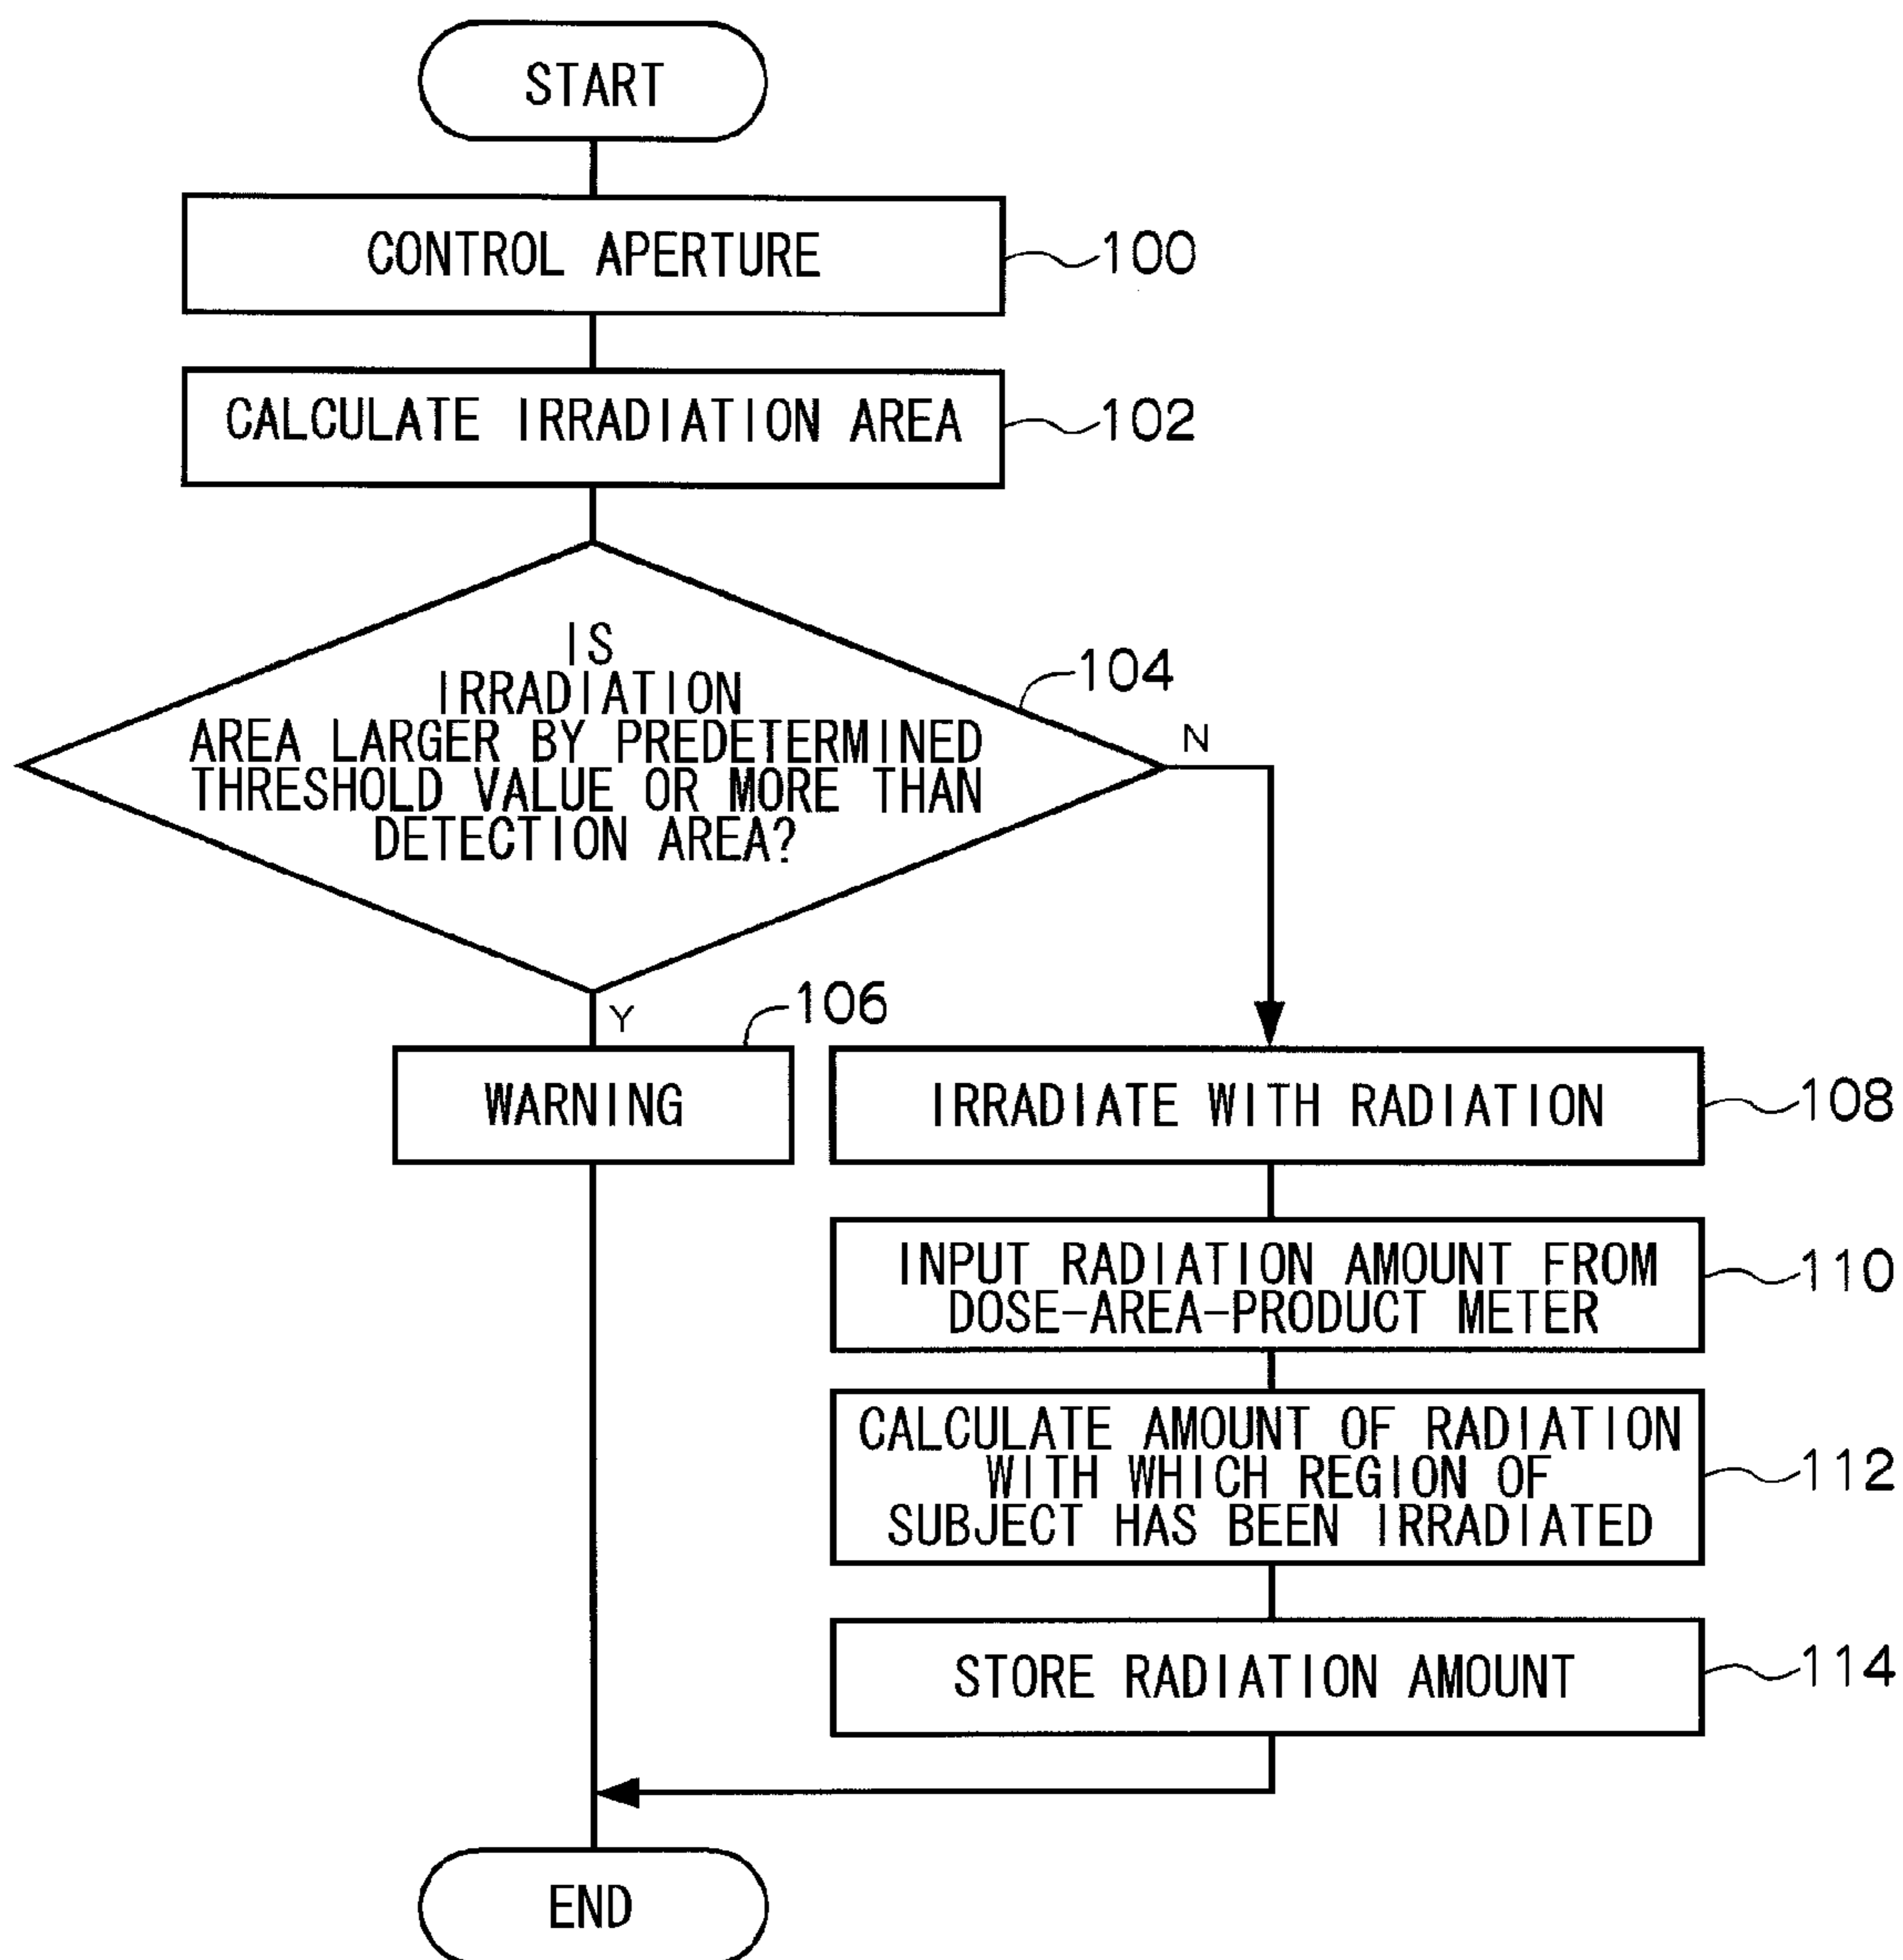 START
CONTROL APERTURE
100
CALCULATE IRRADIATION AREA
102
IS
IRRADIATION
AREA LARGER BY PREDETERMINED
THRESHOLD VALUE OR MORE THAN
DETECTION AREA?
104
N
Y
106
WARNING
IRRADIATE WITH RADIATION
108
INPUT RADIATION AMOUNT FROM
DOSE-AREA-PRODUCT METER
110
CALCULATE AMOUNT OF RADIATION
WITH WHICH REGION OF
SUBJECT HAS BEEN IRRADIATED
112
STORE RADIATION AMOUNT
114
END